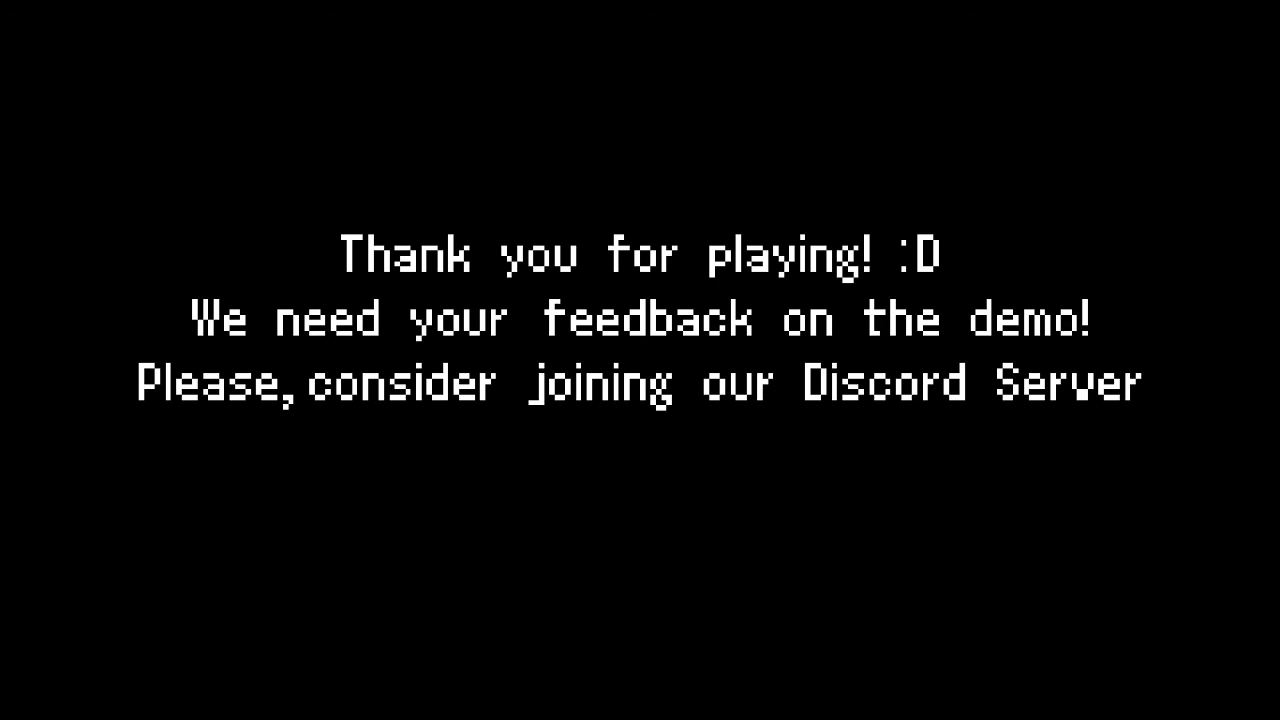 Thank you for playing! :D
We need your feedback on the demo!
Please, consider joining our Discord Server